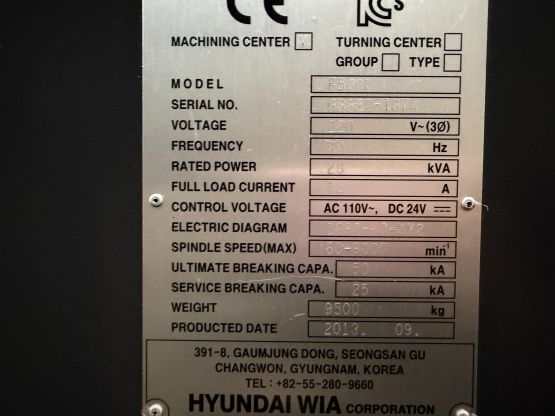 CE
MACHINING CENTER TURNING CENTER
GROUP TYPE
MODEL
SERIAL NO.
VOLTAGE 220 V~(3Ø)
FREQUENCY Hz
RATED POWER kVA
FULL LOAD CURRENT A
CONTROL VOLTAGE AC 110V~, DC 24V
ELECTRIC DIAGRAM
SPINDLE SPEED(MAX) min⁻¹
ULTIMATE BREAKING CAPA. 50 kA
SERVICE BREAKING CAPA. 25 kA
WEIGHT 9500 kg
PRODUCTED DATE 2013. 09.
391-8, GAUMJUNG DONG, SEONGSAN GU
CHANGWON, GYUNGNAM, KOREA
TEL : +82-55-280-9660
HYUNDAI WIA CORPORATION